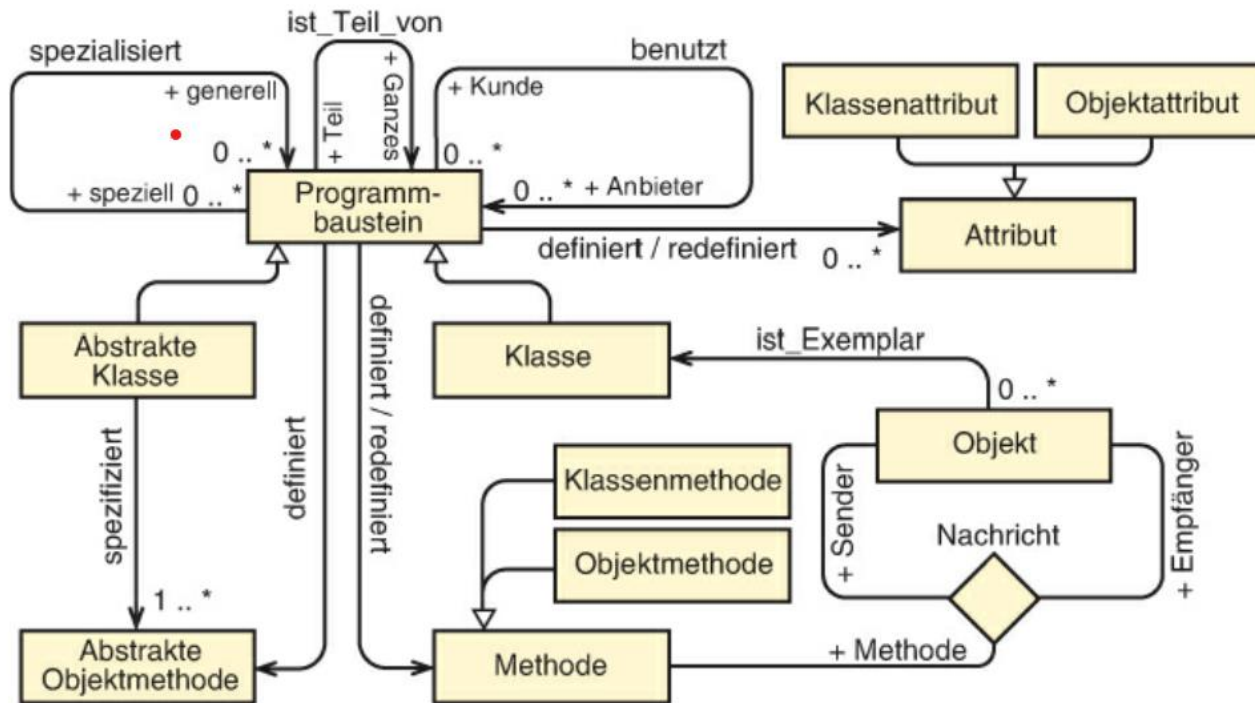 ist_Teil_von
spezialisiert
benutzt
+ generell
+ Teil
+ Ganzes
+ Kunde
Klassenattribut
Objektattribut
0 .. *
0 .. *
+ speziell 0 .. *
0 .. * + Anbieter
Programm-
baustein
definiert / redefiniert
0 .. *
Attribut
Abstrakte
Klasse
Klasse
ist_Exemplar
0 .. *
Objekt
spezifiziert
definiert
definiert / redefiniert
Klassenmethode
Objektmethode
+ Sender
Nachricht
+ Empfänger
1 .. *
Abstrakte
Objektmethode
Methode
+ Methode